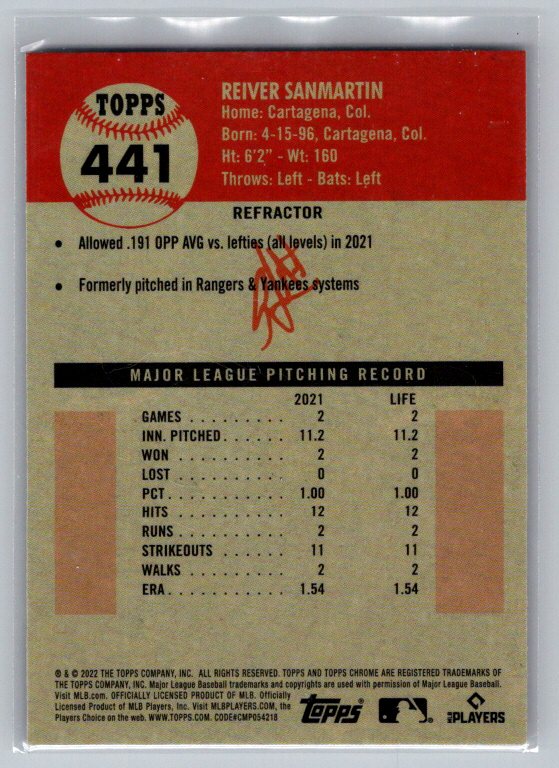 TOPPS
441
REIVER SANMARTIN
Home: Cartagena, Col.
Born: 4-15-96, Cartagena, Col.
Ht: 6'2" - Wt: 160
Throws: Left - Bats: Left
REFRACTOR
• Allowed .191 OPP AVG vs. lefties (all levels) in 2021
• Formerly pitched in Rangers & Yankees systems
MAJOR LEAGUE PITCHING RECORD
2021 LIFE
GAMES . . . . . . . . . . 2 2
INN. PITCHED . . . . . . . 11.2 11.2
WON . . . . . . . . . . . 2 2
LOST . . . . . . . . . . . 0 0
PCT . . . . . . . . . . . 1.00 1.00
HITS . . . . . . . . . . . 12 12
RUNS . . . . . . . . . . . 2 2
STRIKEOUTS . . . . . . . . 11 11
WALKS . . . . . . . . . . 2 2
ERA . . . . . . . . . . . 1.54 1.54
® & © 2022 THE TOPPS COMPANY, INC. ALL RIGHTS RESERVED. TOPPS AND TOPPS CHROME ARE REGISTERED TRADEMARKS OF
THE TOPPS COMPANY, INC. Major League Baseball trademarks and copyrights are used with permission of Major League Baseball.
Visit MLB.com. OFFICIALLY LICENSED PRODUCT OF MLB. Officially
Licensed Product of MLB Players, Inc. Visit MLBPLAYERS.COM, the
Players Choice on the web. WWW.TOPPS.COM. CODE#CMP054218
topps
MLB PLAYERS